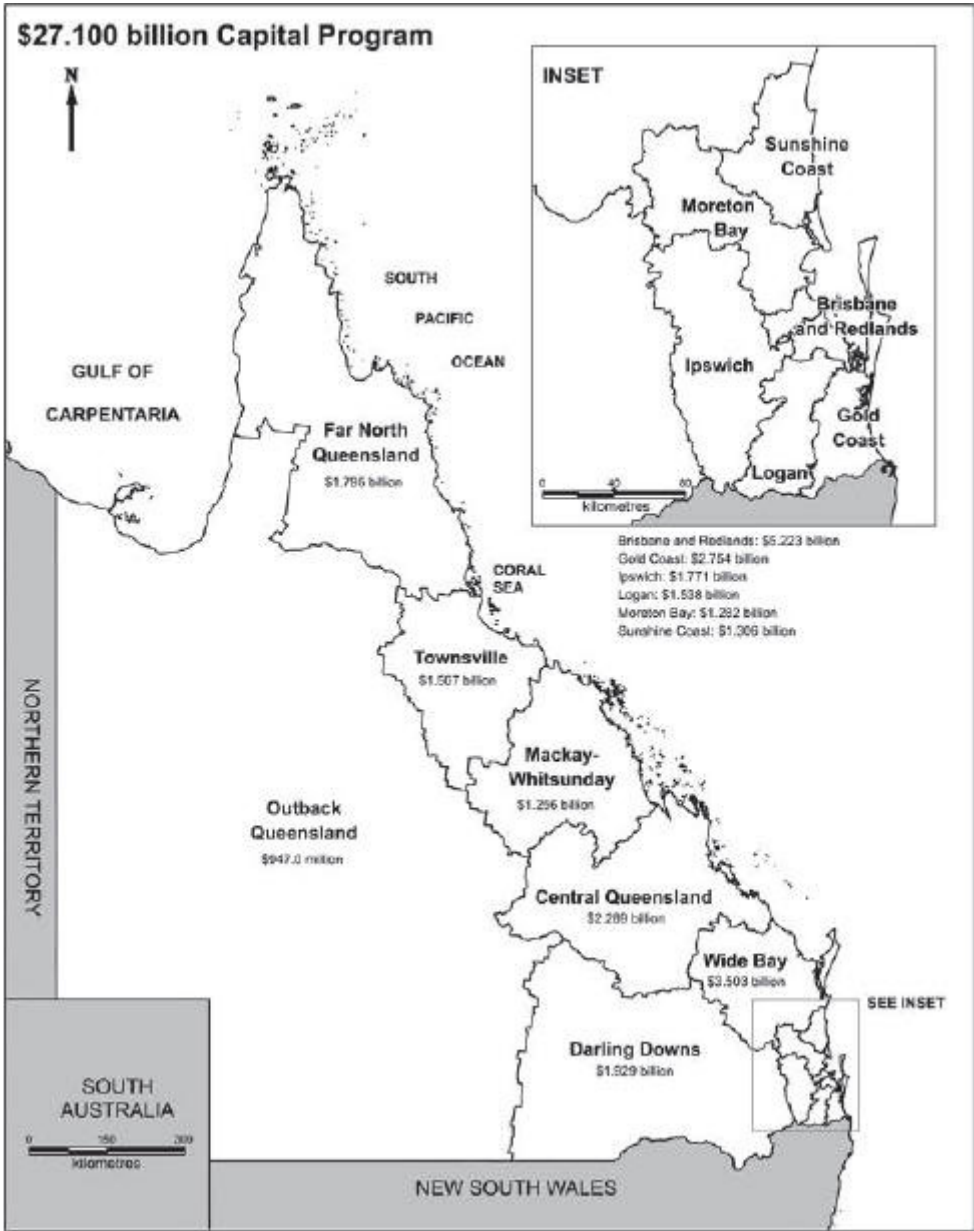 $27.100 billion Capital Program
N
INSET
Sunshine
Coast
Moreton
Bay
Brisbane
and Redlands
Ipswich
Gold
Coast
Logan
0 40 80
kilometres
SOUTH
PACIFIC
OCEAN
GULF OF
CARPENTARIA
Far North
Queensland
$1.795 billion
Brisbane and Redlands: $5.223 billion
Gold Coast: $2.754 billion
Ipswich: $1.771 billion
Logan: $1.538 billion
Moreton Bay: $1.282 billion
Sunshine Coast: $1.306 billion
CORAL
SEA
Townsville
$1.507 billion
NORTHERN TERRITORY
Mackay-
Whitsunday
$1.256 billion
Outback
Queensland
$947.0 million
Central Queensland
$2.289 billion
Wide Bay
$3.503 billion
SEE INSET
Darling Downs
$1.929 billion
SOUTH
AUSTRALIA
0 150 300
kilometres
NEW SOUTH WALES